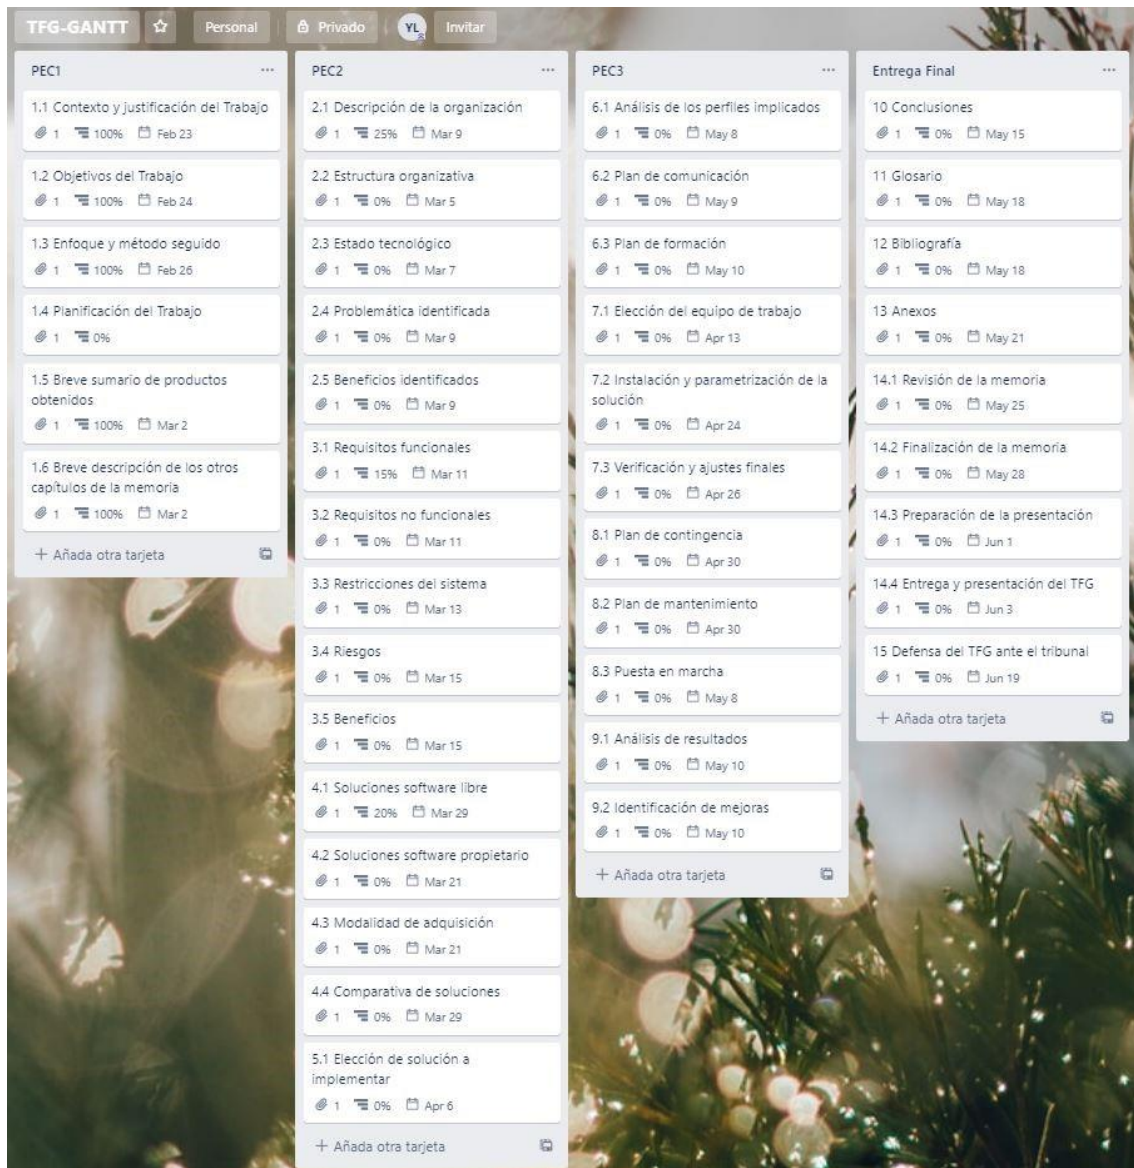 TFG-GANTT
Personal
Privado
YL
Invitar
PEC1
1.1 Contexto y justificación del Trabajo
1 100% Feb 23
1.2 Objetivos del Trabajo
1 100% Feb 24
1.3 Enfoque y método seguido
1 100% Feb 26
1.4 Planificación del Trabajo
1 0%
1.5 Breve sumario de productos
obtenidos
1 100% Mar 2
1.6 Breve descripción de los otros
capítulos de la memoria
1 100% Mar 2
+ Añada otra tarjeta
PEC2
2.1 Descripción de la organización
1 25% Mar 9
2.2 Estructura organizativa
1 0% Mar 5
2.3 Estado tecnológico
1 0% Mar 7
2.4 Problemática identificada
1 0% Mar 9
2.5 Beneficios identificados
1 0% Mar 9
3.1 Requisitos funcionales
1 15% Mar 11
3.2 Requisitos no funcionales
1 0% Mar 11
3.3 Restricciones del sistema
1 0% Mar 13
3.4 Riesgos
1 0% Mar 15
3.5 Beneficios
1 0% Mar 15
4.1 Soluciones software libre
1 20% Mar 29
4.2 Soluciones software propietario
1 0% Mar 21
4.3 Modalidad de adquisición
1 0% Mar 21
4.4 Comparativa de soluciones
1 0% Mar 29
5.1 Elección de solución a
implementar
1 0% Apr 6
+ Añada otra tarjeta
PEC3
6.1 Análisis de los perfiles implicados
1 0% May 8
6.2 Plan de comunicación
1 0% May 9
6.3 Plan de formación
1 0% May 10
7.1 Elección del equipo de trabajo
1 0% Apr 13
7.2 Instalación y parametrización de la
solución
1 0% Apr 24
7.3 Verificación y ajustes finales
1 0% Apr 26
8.1 Plan de contingencia
1 0% Apr 30
8.2 Plan de mantenimiento
1 0% Apr 30
8.3 Puesta en marcha
1 0% May 8
9.1 Análisis de resultados
1 0% May 10
9.2 Identificación de mejoras
1 0% May 10
+ Añada otra tarjeta
Entrega Final
10 Conclusiones
1 0% May 15
11 Glosario
1 0% May 18
12 Bibliografía
1 0% May 18
13 Anexos
1 0% May 21
14.1 Revisión de la memoria
1 0% May 25
14.2 Finalización de la memoria
1 0% May 28
14.3 Preparación de la presentación
1 0% Jun 1
14.4 Entrega y presentación del TFG
1 0% Jun 3
15 Defensa del TFG ante el tribunal
1 0% Jun 19
+ Añada otra tarjeta